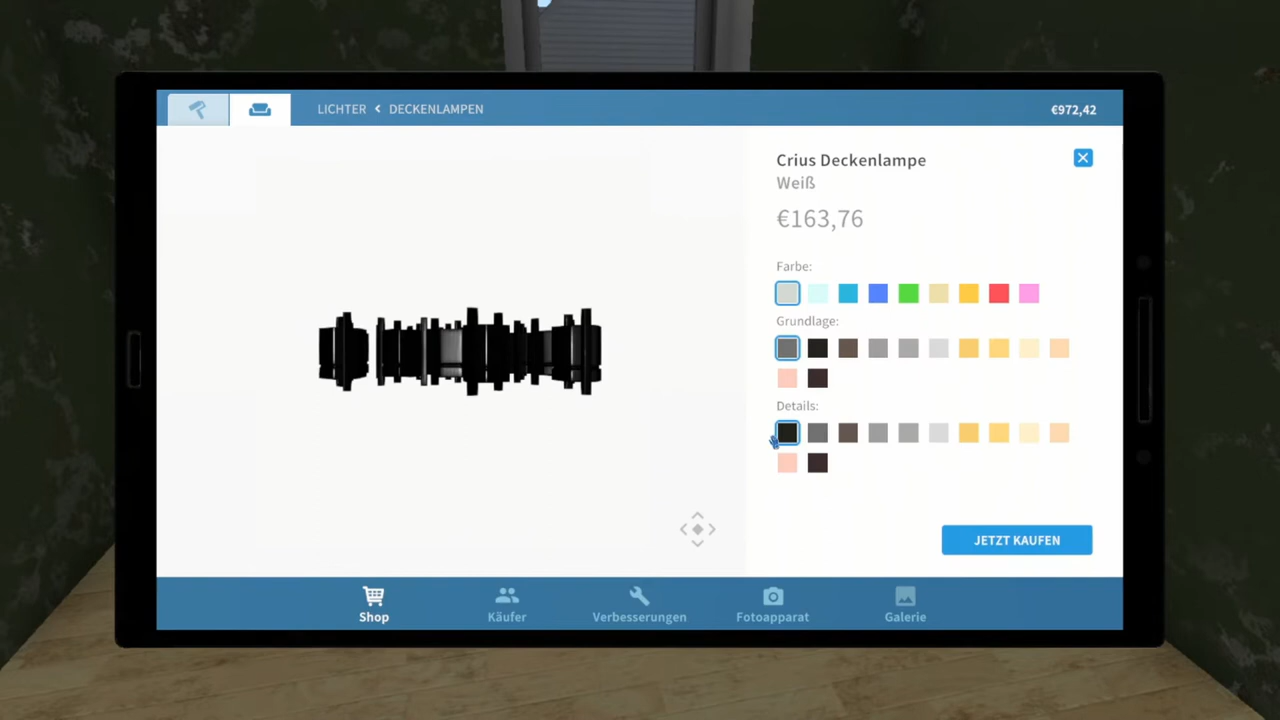 LICHTER < DECKENLAMPEN
€972,42
Crius Deckenlampe
Weiß
€163,76
Farbe:
Grundlage:
Details:
JETZT KAUFEN
Shop
Käufer
Verbesserungen
Fotoapparat
Galerie